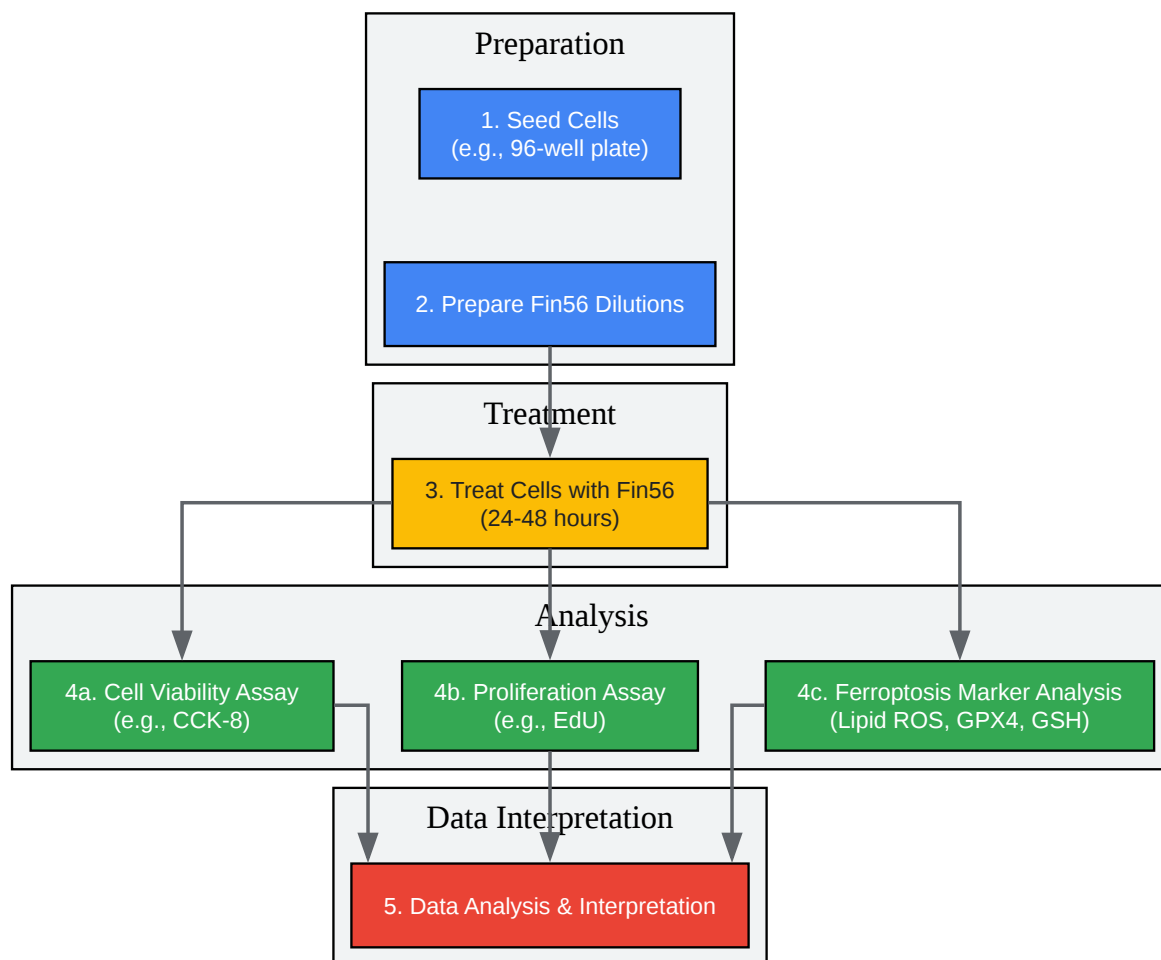 Preparation
1. Seed Cells
(e.g., 96-well plate)
2. Prepare Fin56 Dilutions
Treatment
3. Treat Cells with Fin56
(24-48 hours)
Analysis
4a. Cell Viability Assay
(e.g., CCK-8)
4b. Proliferation Assay
(e.g., EdU)
4c. Ferroptosis Marker Analysis
(Lipid ROS, GPX4, GSH)
Data Interpretation
5. Data Analysis & Interpretation